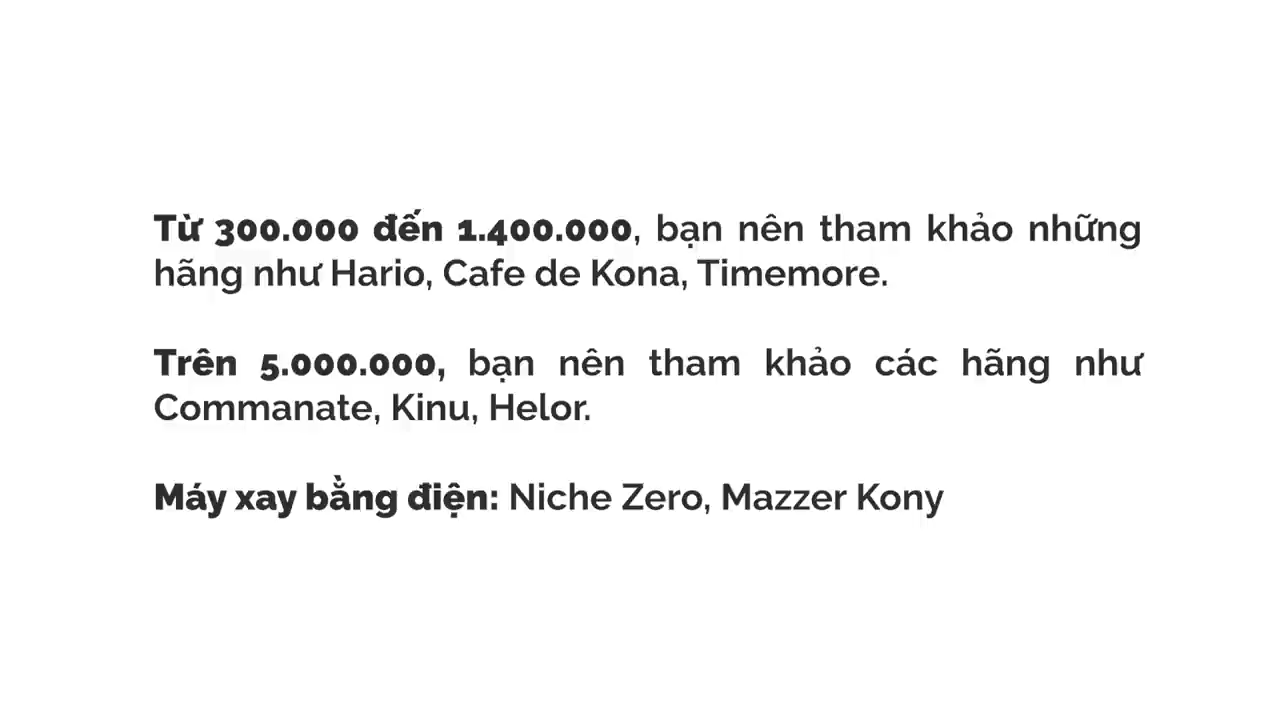 Từ 300.000 đến 1.400.000, bạn nên tham khảo những
hãng như Hario, Cafe de Kona, Timemore.
Trên 5.000.000, bạn nên tham khảo các hãng như
Commanate, Kinu, Helor.
Máy xay bằng điện: Niche Zero, Mazzer Kony